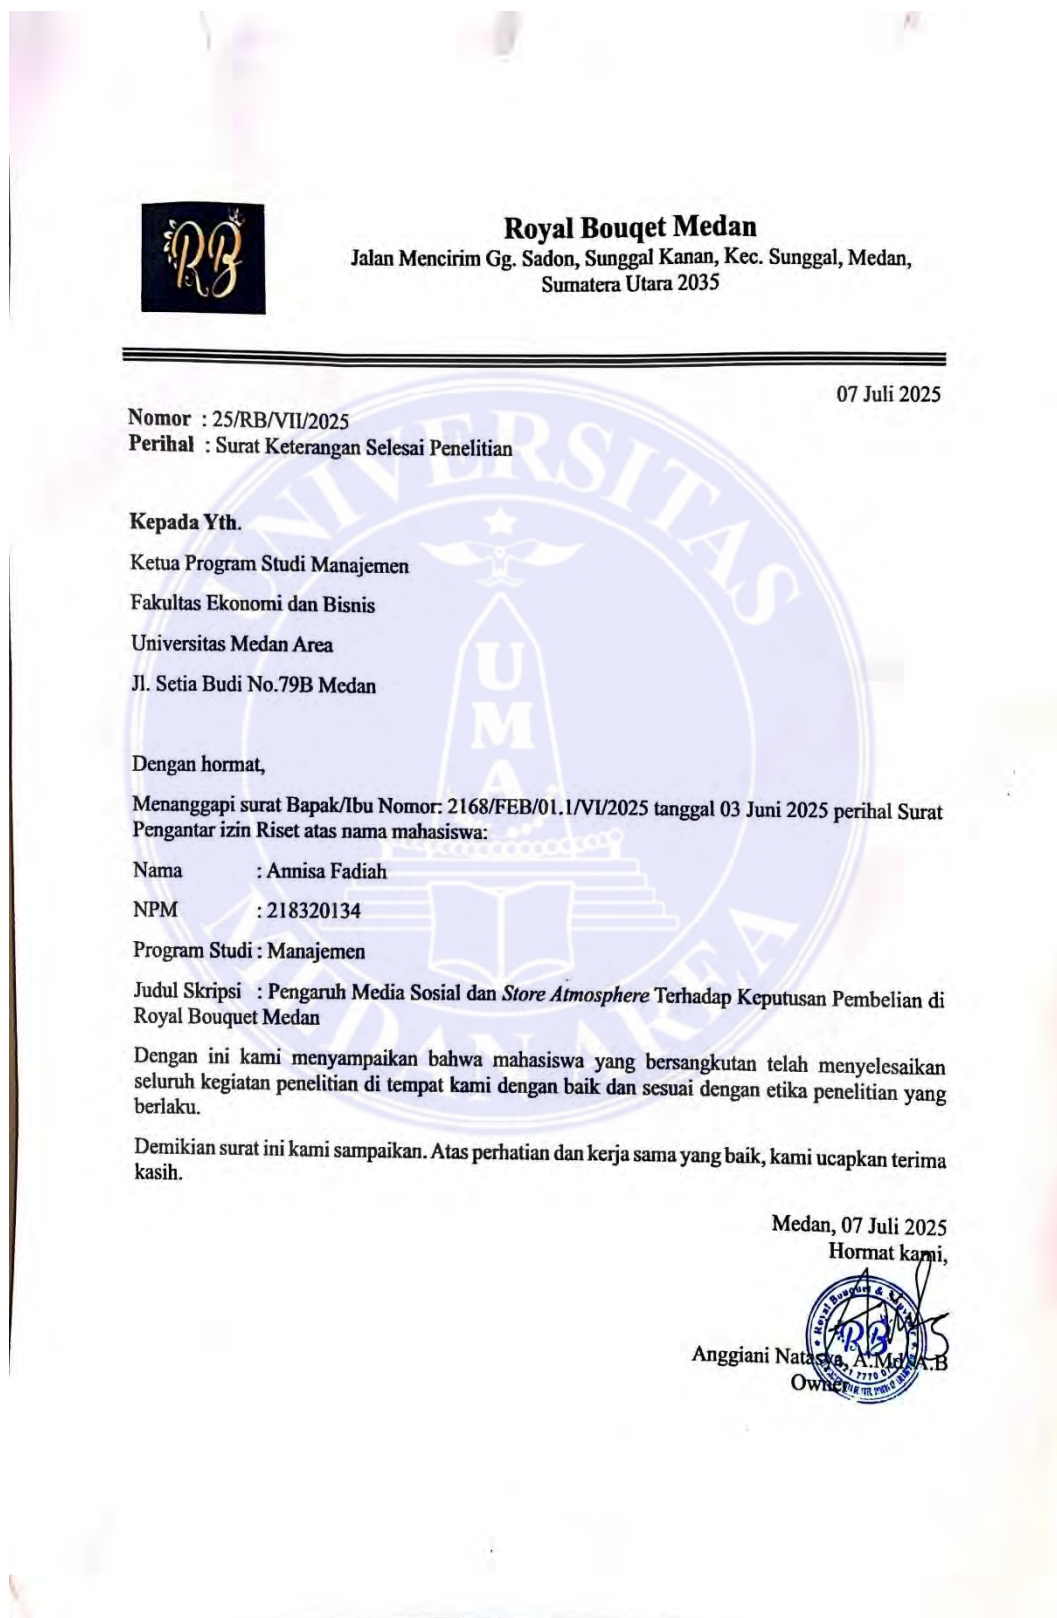 RB
Royal Bouqet Medan
Jalan Mencirim Gg. Sadon, Sunggal Kanan, Kec. Sunggal, Medan,
Sumatera Utara 2035
07 Juli 2025
Nomor : 25/RB/VII/2025
Perihal : Surat Keterangan Selesai Penelitian
Kepada Yth.
Ketua Program Studi Manajemen
Fakultas Ekonomi dan Bisnis
Universitas Medan Area
Jl. Setia Budi No.79B Medan
Dengan hormat,
Menanggapi surat Bapak/Ibu Nomor: 2168/FEB/01.1/VI/2025 tanggal 03 Juni 2025 perihal Surat
Pengantar izin Riset atas nama mahasiswa:
Nama : Annisa Fadiah
NPM : 218320134
Program Studi : Manajemen
Judul Skripsi : Pengaruh Media Sosial dan Store Atmosphere Terhadap Keputusan Pembelian di
Royal Bouquet Medan
Dengan ini kami menyampaikan bahwa mahasiswa yang bersangkutan telah menyelesaikan
seluruh kegiatan penelitian di tempat kami dengan baik dan sesuai dengan etika penelitian yang
berlaku.
Demikian surat ini kami sampaikan. Atas perhatian dan kerja sama yang baik, kami ucapkan terima
kasih.
Medan, 07 Juli 2025
Hormat kami,
Royal Bouquet &
RB
7770
Anggiani Natasya, A.Md.A.B
Owner
UNIVERSITAS
UMA
MEDAN AREA